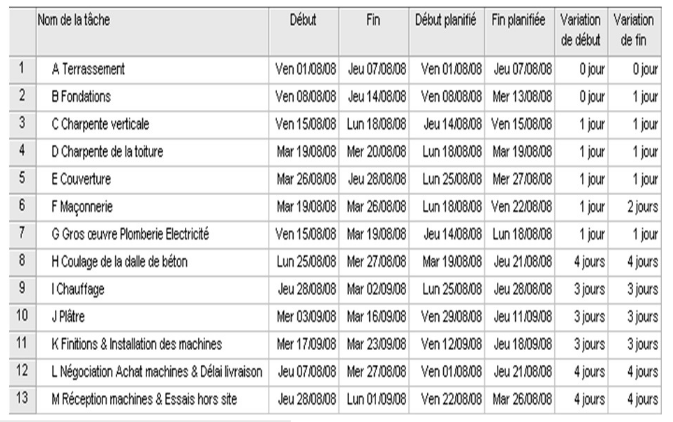 Nom de la tâche Début Fin Début planifié Fin planifiée Variation de début Variation de fin
1 A Terrassement Ven 01/08/08 Jeu 07/08/08 Ven 01/08/08 Jeu 07/08/08 0 jour 0 jour
2 B Fondations Ven 08/08/08 Jeu 14/08/08 Ven 08/08/08 Mer 13/08/08 0 jour 1 jour
3 C Charpente verticale Ven 15/08/08 Lun 18/08/08 Jeu 14/08/08 Ven 15/08/08 1 jour 1 jour
4 D Charpente de la toiture Mar 19/08/08 Mer 20/08/08 Lun 18/08/08 Mar 19/08/08 1 jour 1 jour
5 E Couverture Mar 26/08/08 Jeu 28/08/08 Lun 25/08/08 Mer 27/08/08 1 jour 1 jour
6 F Maçonnerie Mar 19/08/08 Mar 26/08/08 Lun 18/08/08 Ven 22/08/08 1 jour 2 jours
7 G Gros œuvre Plomberie Electricité Ven 15/08/08 Mar 19/08/08 Jeu 14/08/08 Lun 18/08/08 1 jour 1 jour
8 H Coulage de la dalle de béton Lun 25/08/08 Mer 27/08/08 Mar 19/08/08 Jeu 21/08/08 4 jours 4 jours
9 I Chauffage Jeu 28/08/08 Mar 02/09/08 Lun 25/08/08 Jeu 28/08/08 3 jours 3 jours
10 J Plâtre Mer 03/09/08 Mar 16/09/08 Ven 29/08/08 Jeu 11/09/08 3 jours 3 jours
11 K Finitions & Installation des machines Mer 17/09/08 Mar 23/09/08 Ven 12/09/08 Jeu 18/09/08 3 jours 3 jours
12 L Négociation Achat machines & Délai livraison Jeu 07/08/08 Mer 27/08/08 Ven 01/08/08 Jeu 21/08/08 4 jours 4 jours
13 M Réception machines & Essais hors site Jeu 28/08/08 Lun 01/09/08 Ven 22/08/08 Mar 26/08/08 4 jours 4 jours